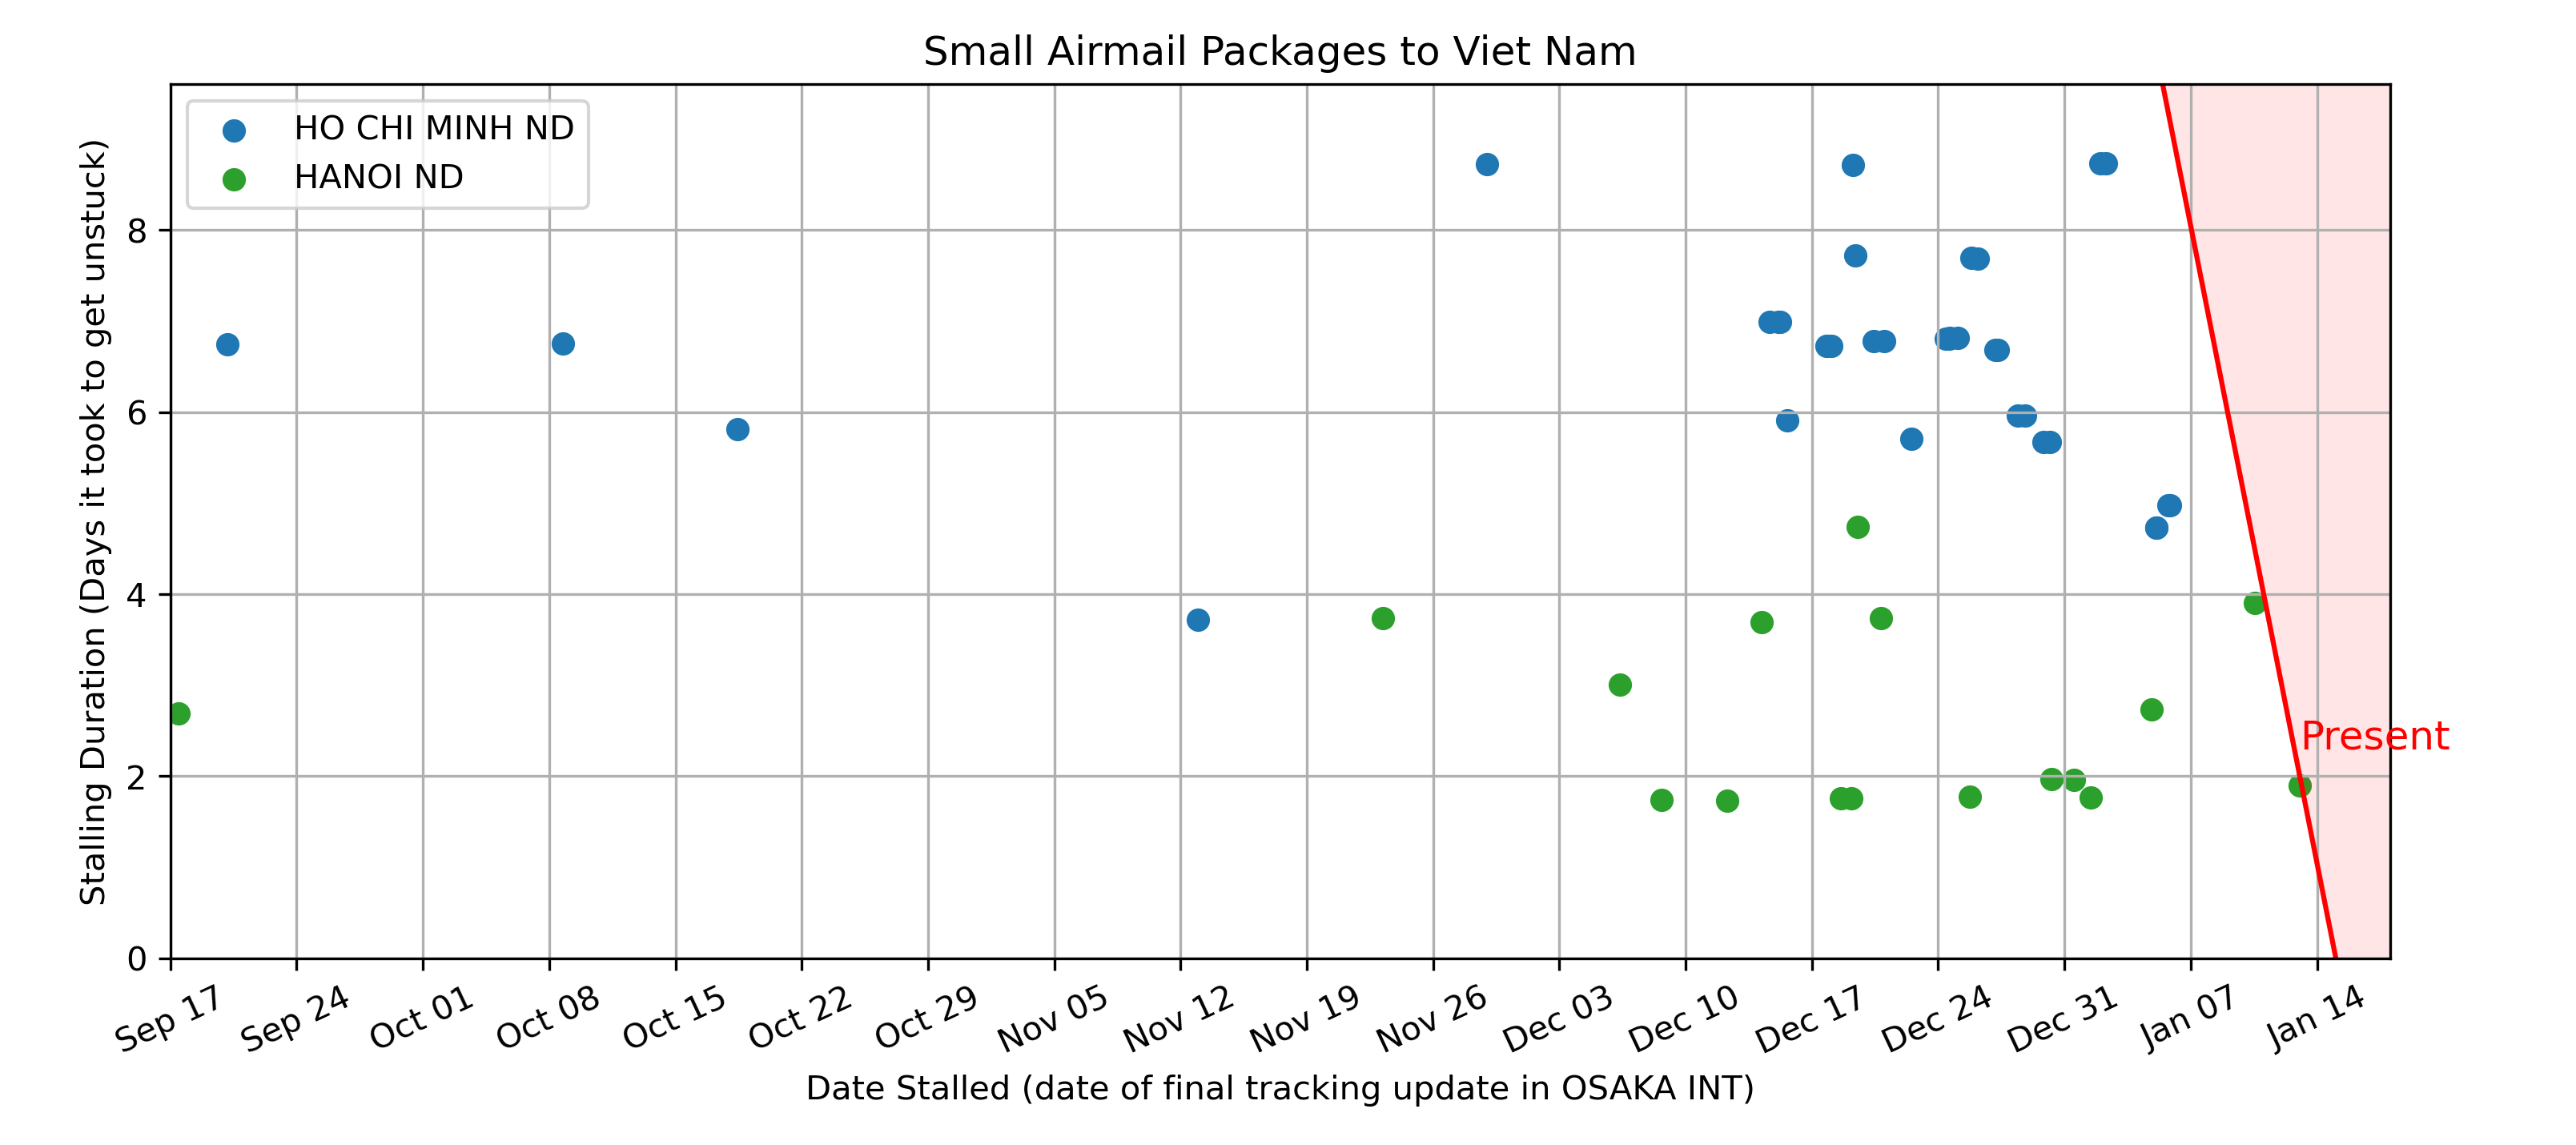 Small Airmail Packages to Viet Nam
HO CHI MINH ND
HANOI ND
Stalling Duration (Days it took to get unstuck)
8
6
4
2
0
Present
Sep 17 Sep 24 Oct 01 Oct 08 Oct 15 Oct 22 Oct 29 Nov 05 Nov 12 Nov 19 Nov 26 Dec 03 Dec 10 Dec 17 Dec 24 Dec 31 Jan 07 Jan 14
Date Stalled (date of final tracking update in OSAKA INT)